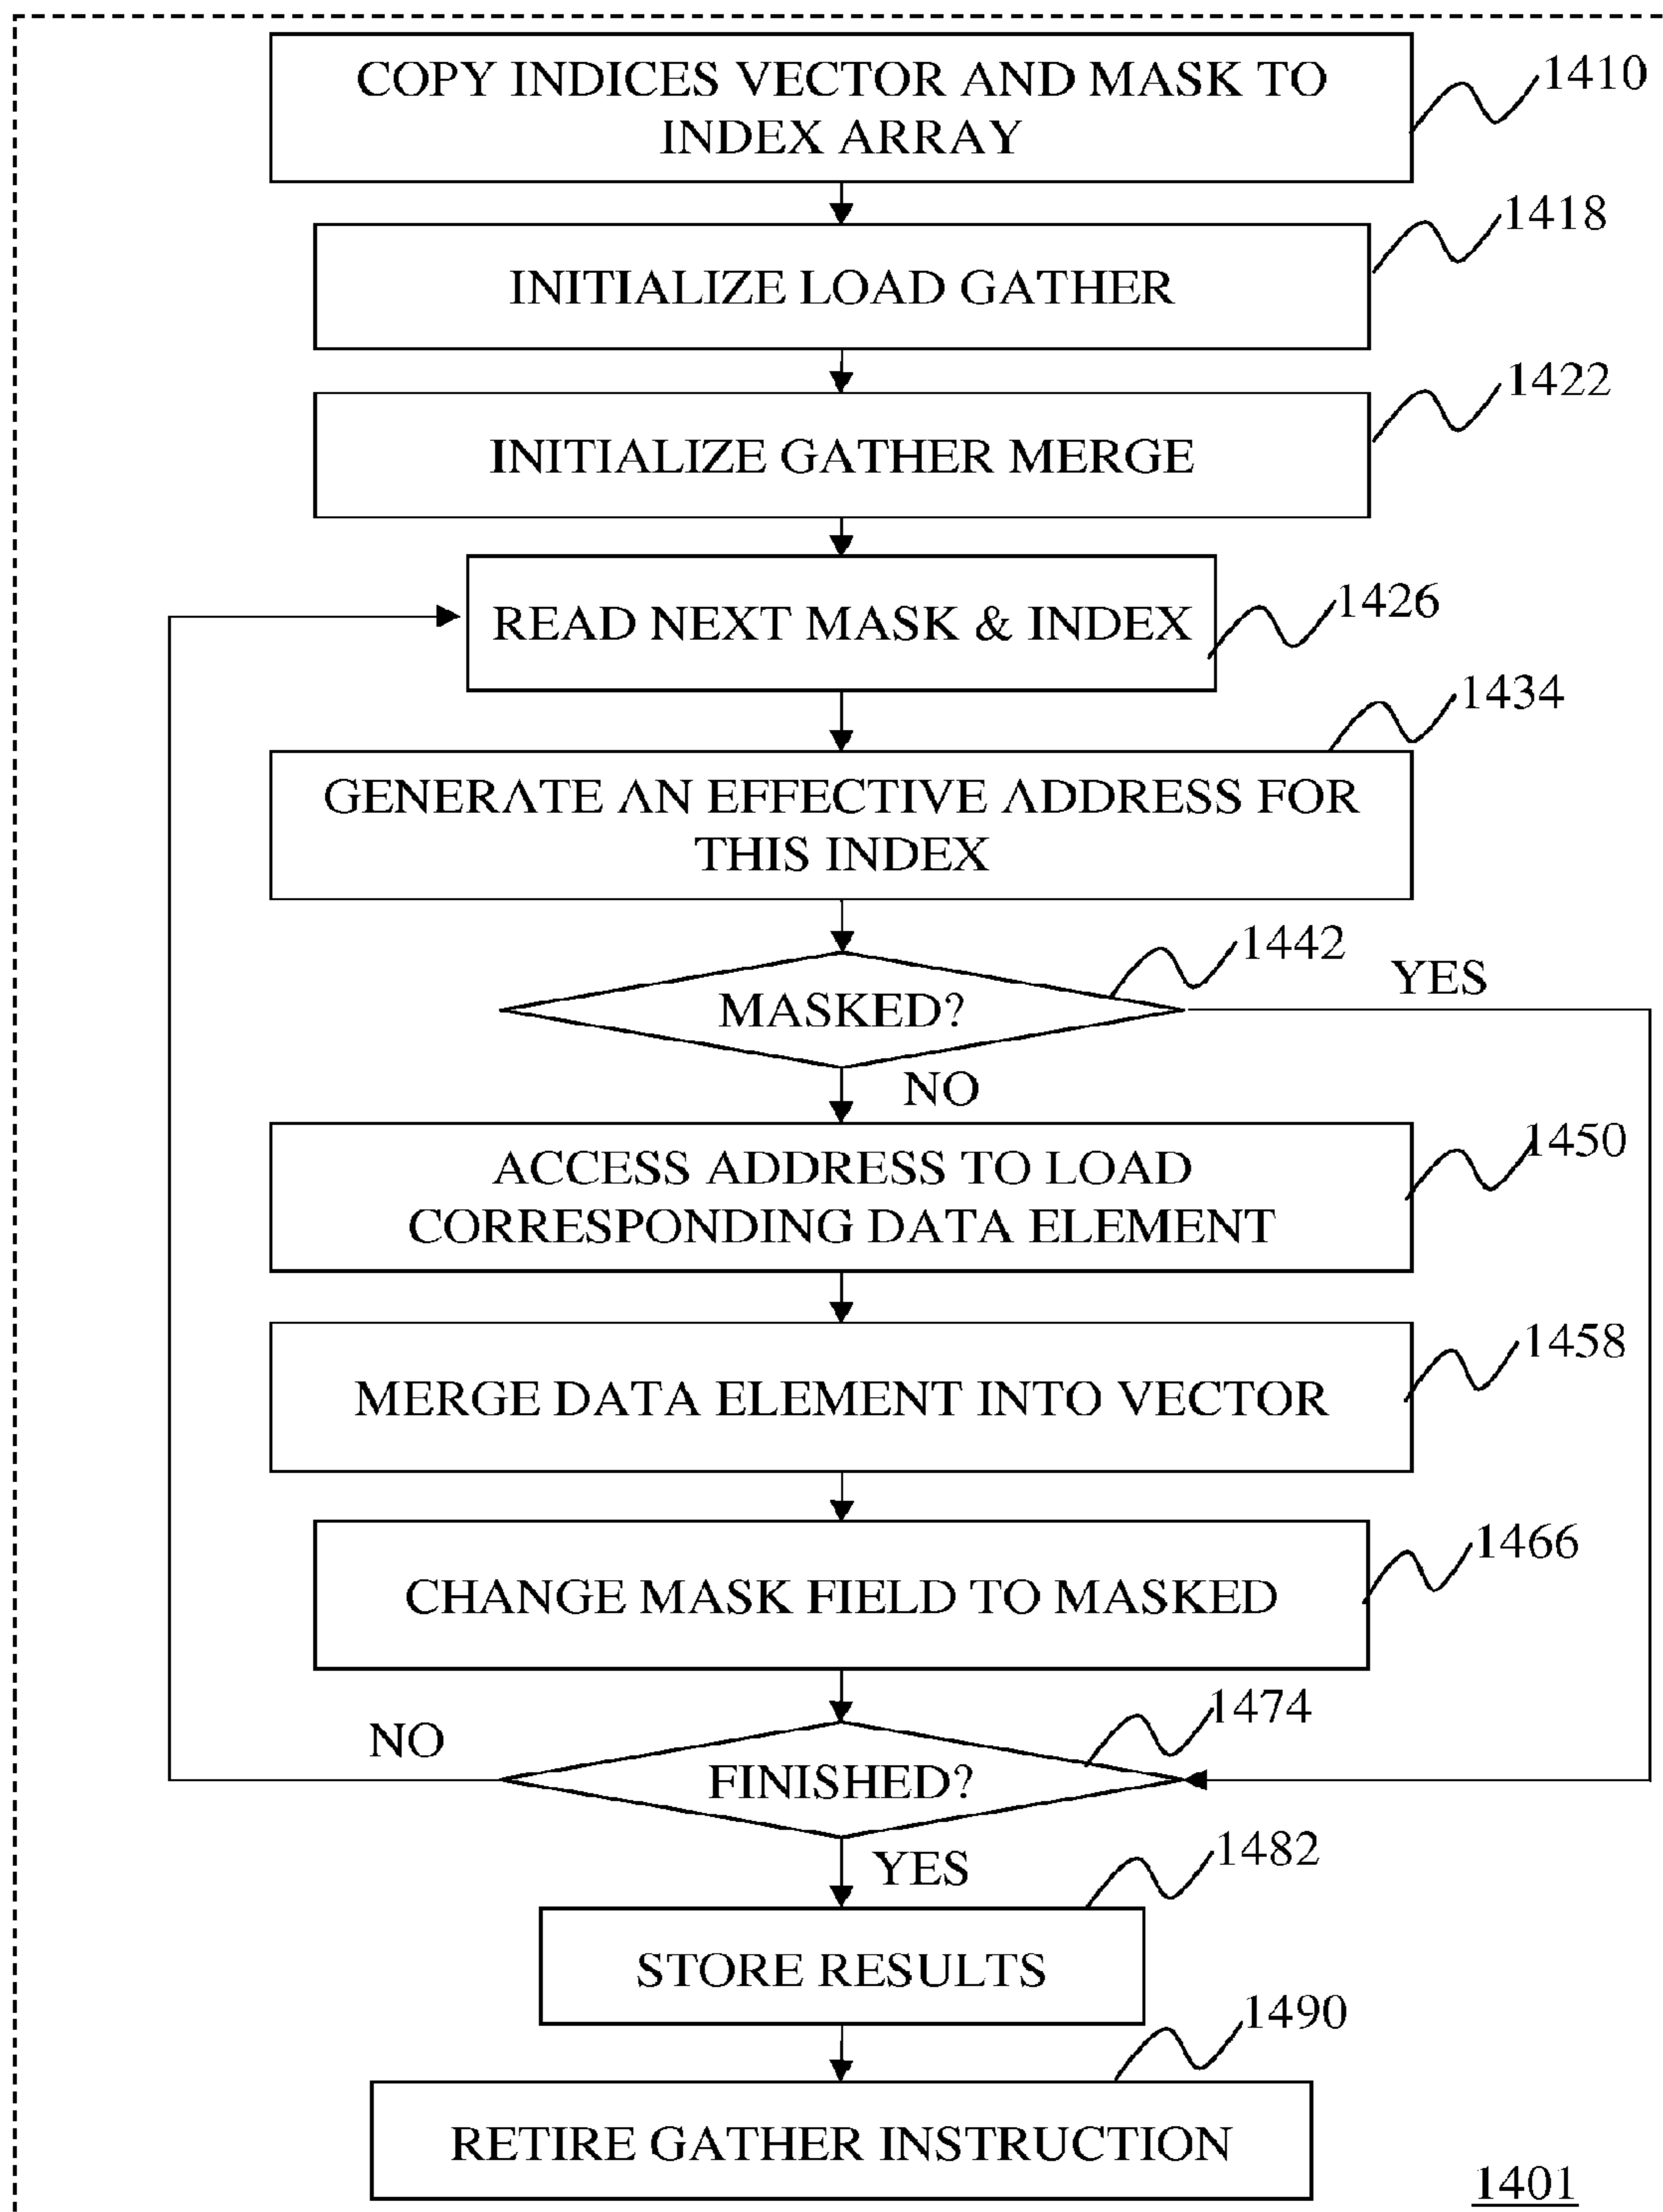 COPY INDICES VECTOR AND MASK TO
INDEX ARRAY
1410
INITIALIZE LOAD GATHER
1418
INITIALIZE GATHER MERGE
1422
READ NEXT MASK & INDEX
1426
GENERATE AN EFFECTIVE ADDRESS FOR
THIS INDEX
1434
MASKED?
1442
YES
NO
ACCESS ADDRESS TO LOAD
CORRESPONDING DATA ELEMENT
1450
MERGE DATA ELEMENT INTO VECTOR
1458
CHANGE MASK FIELD TO MASKED
1466
NO
FINISHED?
1474
YES
STORE RESULTS
1482
RETIRE GATHER INSTRUCTION
1490
1401